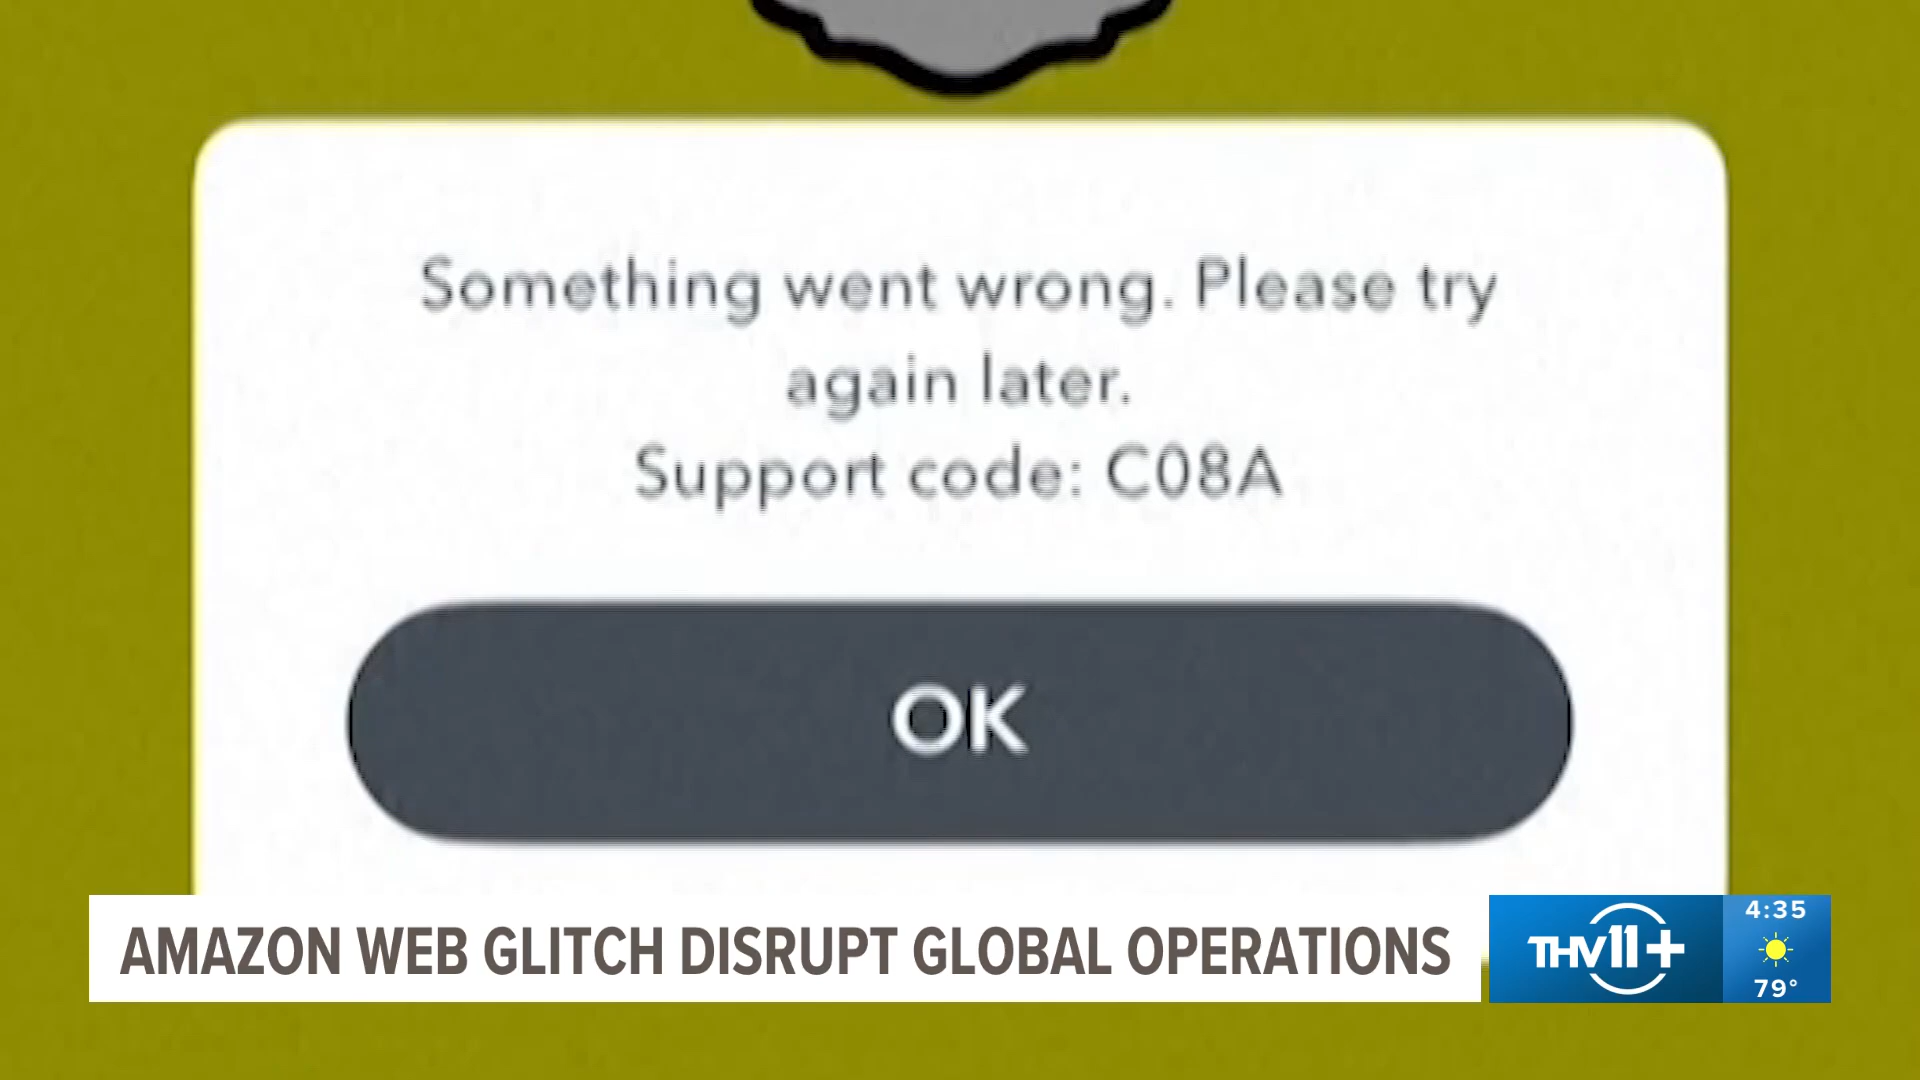 Something went wrong. Please try
again later.
Support code: C08A
OK
AMAZON WEB GLITCH DISRUPT GLOBAL OPERATIONS
THV11+
4:35
79°